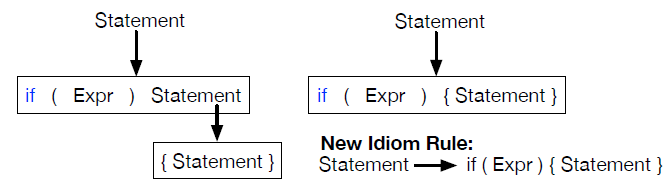 Statement
if ( Expr ) Statement
{ Statement }
Statement
if ( Expr ) { Statement }
New Idiom Rule:
Statement if ( Expr ) { Statement }